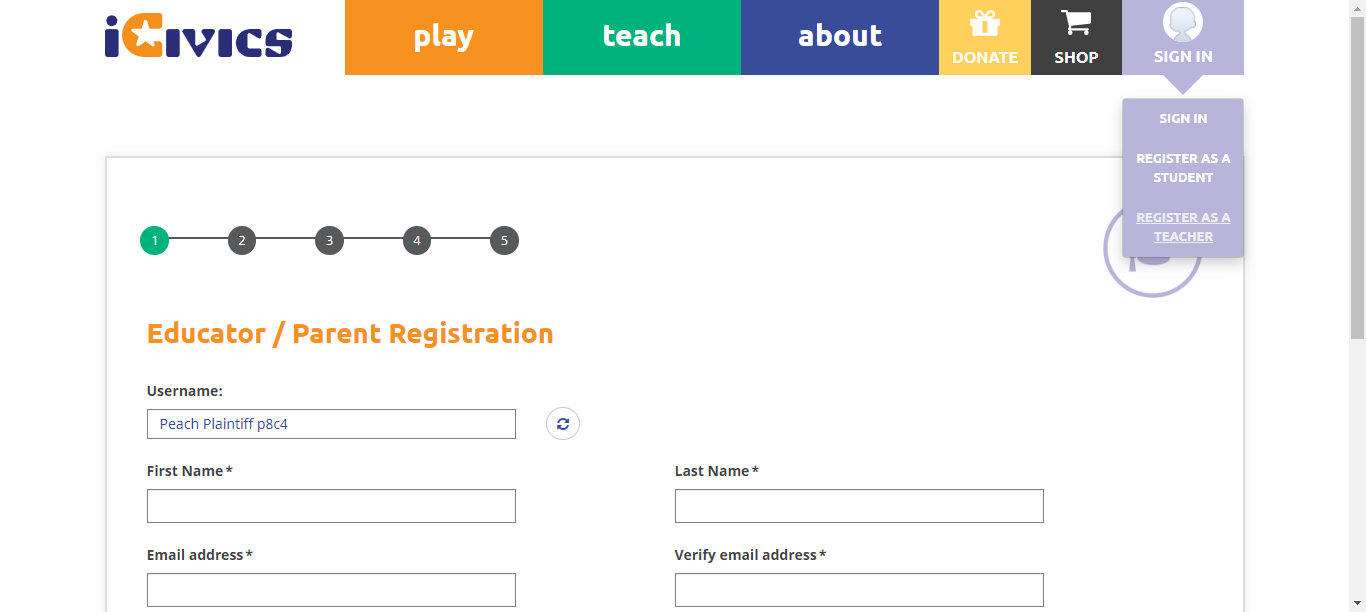 iCivics
play
teach
about
DONATE
SHOP
SIGN IN
SIGN IN
REGISTER AS A
STUDENT
REGISTER AS A
TEACHER
1
2
3
4
5
Educator / Parent Registration
Username:
Peach Plaintiff p8c4
First Name*
Last Name*
Email address*
Verify email address*